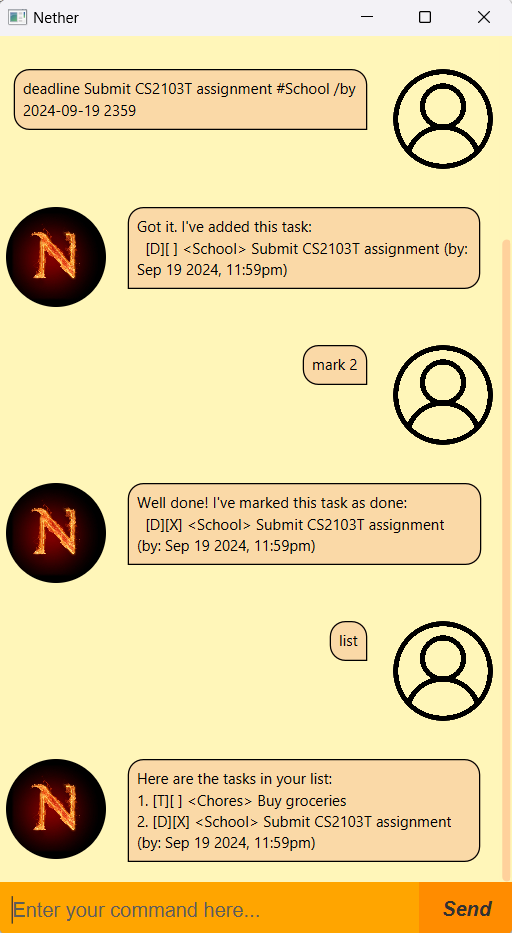 Nether
deadline Submit CS2103T assignment #School /by
2024-09-19 2359
N
Got it. I've added this task:
[D][ ] <School> Submit CS2103T assignment (by:
Sep 19 2024, 11:59pm)
mark 2
N
Well done! I've marked this task as done:
[D][X] <School> Submit CS2103T assignment
(by: Sep 19 2024, 11:59pm)
list
N
Here are the tasks in your list:
1. [T][ ] <Chores> Buy groceries
2. [D][X] <School> Submit CS2103T assignment
(by: Sep 19 2024, 11:59pm)
Enter your command here...
Send